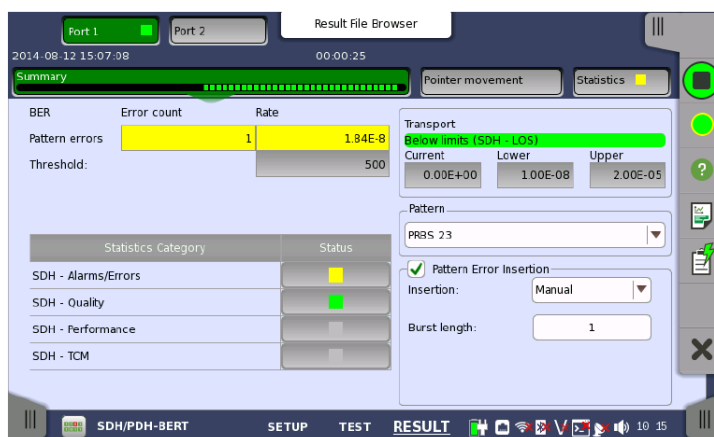 Port 1
Port 2
Result File Browser
2014-08-12 15:07:08
00:00:25
Summary
Pointer movement
Statistics
BER
Error count
Rate
Pattern errors
1
1.84E-8
Threshold:
500
Transport
Below limits (SDH - LOS)
Current
Lower
Upper
0.00E+00
1.00E-08
2.00E-05
Pattern
PRBS 23
Statistics Category
Status
SDH - Alarms/Errors
SDH - Quality
SDH - Performance
SDH - TCM
Pattern Error Insertion
Insertion:
Manual
Burst length:
1
SDH/PDH-BERT
SETUP
TEST
RESULT
10 15